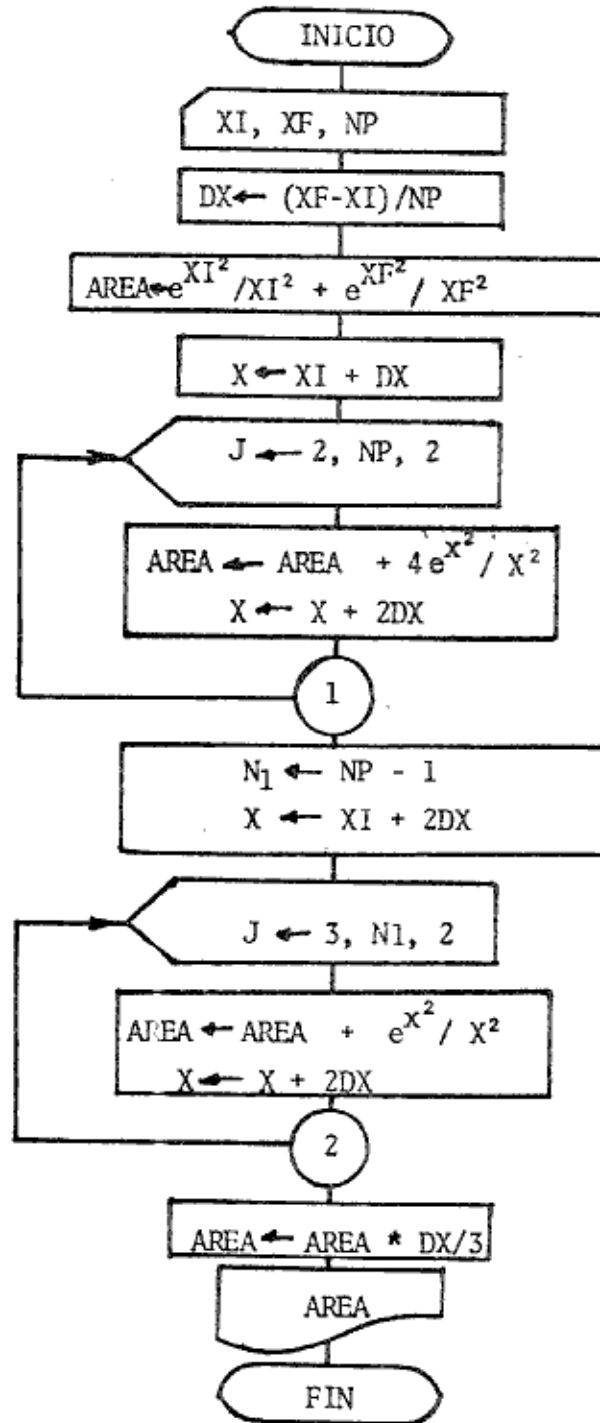 INICIO
XI, XF, NP
DX← (XF-XI)/NP
AREA←e^XI²/XI² + e^XF²/ XF²
X ← XI + DX
J ← 2, NP, 2
AREA ← AREA + 4e^x²/ X²
X ← X + 2DX
1
N₁ ← NP - 1
X ← XI + 2DX
J ← 3, N1, 2
AREA ← AREA + e^x²/ X²
X ← X + 2DX
2
AREA ← AREA * DX/3
AREA
FIN